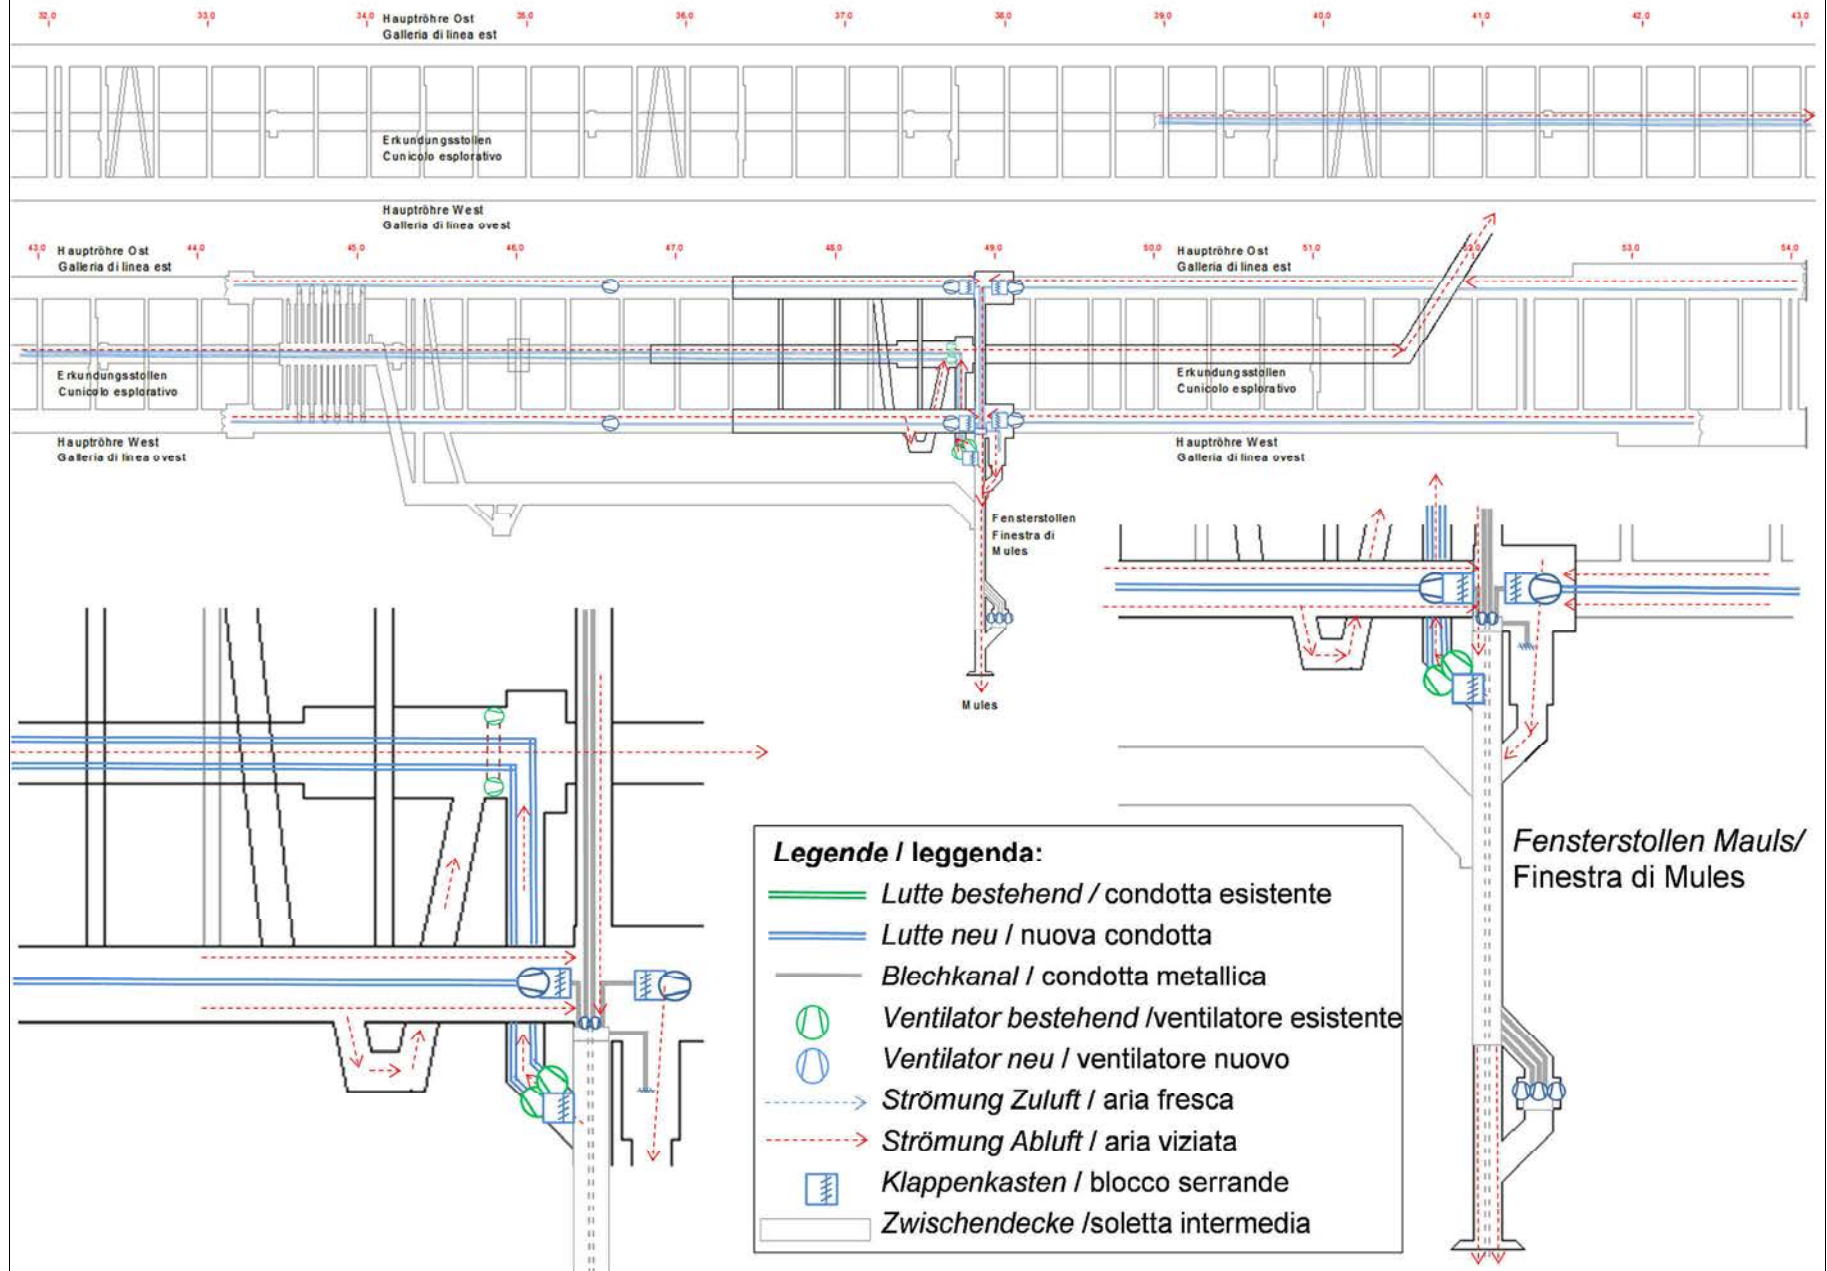 32.0 33.0 34.0 35.0 36.0 37.0 38.0 39.0 40.0 41.0 42.0 43.0
Hauptröhre Ost
Galleria di linea est
Erkundungsstollen
Cunicolo esplorativo
Hauptröhre West
Galleria di linea ovest
43.0 44.0 45.0 46.0 47.0 48.0 49.0 50.0 51.0 52.0 53.0 54.0
Hauptröhre Ost
Galleria di linea est
Hauptröhre Ost
Galleria di linea est
Erkundungsstollen
Cunicolo esplorativo
Erkundungsstollen
Cunicolo esplorativo
Hauptröhre West
Galleria di linea ovest
Hauptröhre West
Galleria di linea ovest
Fensterstollen
Finestra di
Mules
Mules
Fensterstollen Mauls/
Finestra di Mules
Legende / leggenda:
Lutte bestehend / condotta esistente
Lutte neu / nuova condotta
Blechkanal / condotta metallica
Ventilator bestehend /ventilatore esistente
Ventilator neu / ventilatore nuovo
Strömung Zuluft / aria fresca
Strömung Abluft / aria viziata
Klappenkasten / blocco serrande
Zwischendecke /soletta intermedia